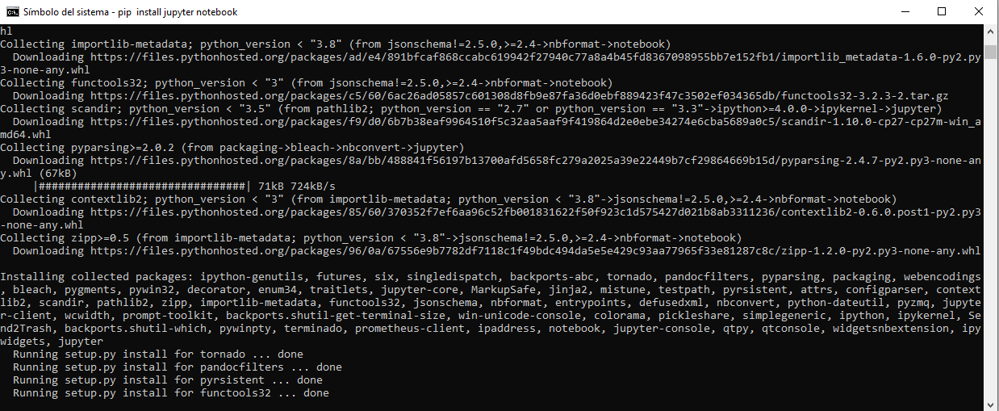 Símbolo del sistema - pip  install jupyter notebook
hl
Collecting importlib-metadata; python_version < "3.8" (from jsonschema!=2.5.0,>=2.4->nbformat->notebook)
  Downloading https://files.pythonhosted.org/packages/ad/e4/891bfcaf868ccabc619942f27940c77a8a4b45fd8367098955bb7e152fb1/importlib_metadata-1.6.0-py2.py
3-none-any.whl
Collecting functools32; python_version < "3" (from jsonschema!=2.5.0,>=2.4->nbformat->notebook)
  Downloading https://files.pythonhosted.org/packages/c5/60/6ac26ad05857c601308d8fb9e87fa36d0ebf889423f47c3502ef034365db/functools32-3.2.3-2.tar.gz
Collecting scandir; python_version < "3.5" (from pathlib2; python_version == "2.7" or python_version == "3.3"->ipython>=4.0.0->ipykernel->jupyter)
  Downloading https://files.pythonhosted.org/packages/f9/d0/6b7b38eaf9964510f5c32aa5aaf9f419864d2e0ebe34274e6cba5689a0c5/scandir-1.10.0-cp27-cp27m-win_a
md64.whl
Collecting pyparsing>=2.0.2 (from packaging->bleach->nbconvert->jupyter)
  Downloading https://files.pythonhosted.org/packages/8a/bb/488841f56197b13700afd5658fc279a2025a39e22449b7cf29864669b15d/pyparsing-2.4.7-py2.py3-none-an
y.whl (67kB)
     |################################| 71kB 724kB/s
Collecting contextlib2; python_version < "3" (from importlib-metadata; python_version < "3.8"->jsonschema!=2.5.0,>=2.4->nbformat->notebook)
  Downloading https://files.pythonhosted.org/packages/85/60/370352f7ef6aa96c52fb001831622f50f923c1d575427d021b8ab3311236/contextlib2-0.6.0.post1-py2.py3
-none-any.whl
Collecting zipp>=0.5 (from importlib-metadata; python_version < "3.8"->jsonschema!=2.5.0,>=2.4->nbformat->notebook)
  Downloading https://files.pythonhosted.org/packages/96/0a/67556e9b7782df7118c1f49bdc494da5e5e429c93aa77965f33e81287c8c/zipp-1.2.0-py2.py3-none-any.whl
Installing collected packages: ipython-genutils, futures, six, singledispatch, backports-abc, tornado, pandocfilters, pyparsing, packaging, webencodings
, bleach, pygments, pywin32, decorator, enum34, traitlets, jupyter-core, MarkupSafe, jinja2, mistune, testpath, pyrsistent, attrs, configparser, context
lib2, scandir, pathlib2, zipp, importlib-metadata, functools32, jsonschema, nbformat, entrypoints, defusedxml, nbconvert, python-dateutil, pyzmq, jupyte
r-client, wcwidth, prompt-toolkit, backports.shutil-get-terminal-size, win-unicode-console, colorama, pickleshare, simplegeneric, ipython, ipykernel, Se
nd2Trash, backports.shutil-which, pywinpty, terminado, prometheus-client, ipaddress, notebook, jupyter-console, qtpy, qtconsole, widgetsnbextension, ipy
widgets, jupyter
  Running setup.py install for tornado ... done
  Running setup.py install for pandocfilters ... done
  Running setup.py install for pyrsistent ... done
  Running setup.py install for functools32 ... done